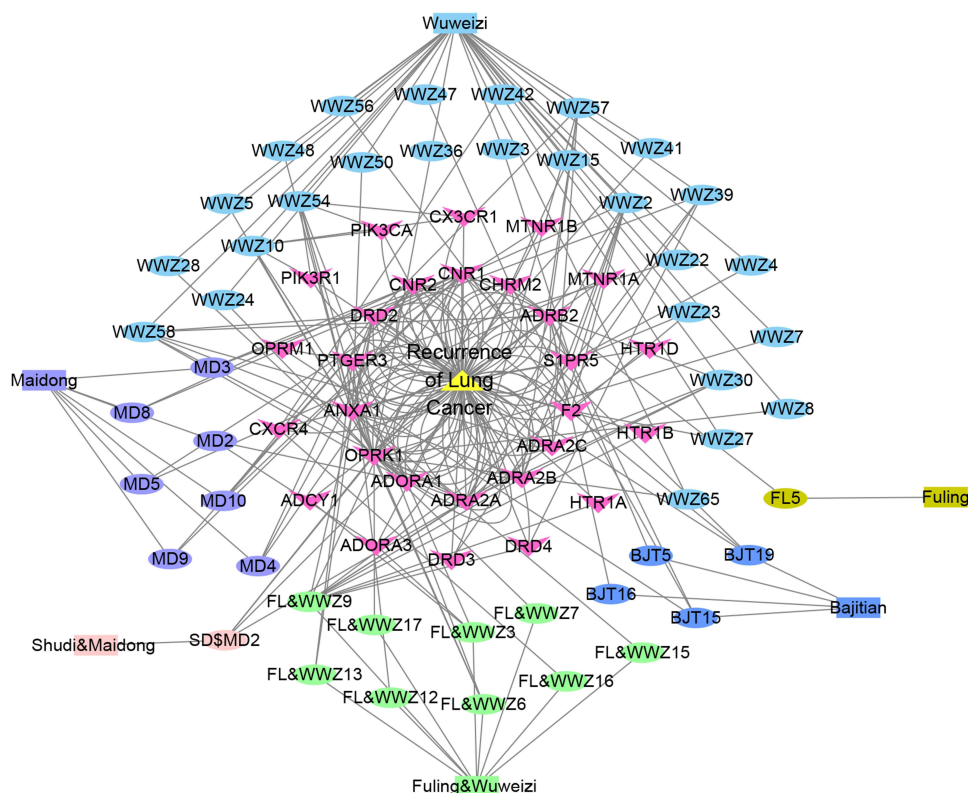 Wuweizi
WWZ47
WWZ42
WWZ56
WWZ57
WWZ48
WWZ50
WWZ36
WWZ3
WWZ15
WWZ41
WWZ5
WWZ54
WWZ2
WWZ39
CX3CR1
MTNR1B
PIK3CA
WWZ10
WWZ28
WWZ22
WWZ4
PIK3R1
CNR2
CNR1
CHRM2
MTNR1A
WWZ24
WWZ23
DRD2
ADRB2
WWZ58
WWZ7
OPRM1
PTGER3
Recurrence
of Lung
Cancer
S1PR5
HTR1D
MD3
Maidong
WWZ30
MD8
ANXA1
F2
WWZ8
CXCR4
HTR1B
MD2
WWZ27
ADRA2C
OPRK1
MD5
ADORA1
ADRA2B
MD10
ADCY1
ADRA2A
HTR1A
WWZ65
FL5
Fuling
MD9
MD4
ADORA3
DRD3
DRD4
BJT5
BJT19
FL&WWZ9
BJT16
FL&WWZ7
Bajitian
FL&WWZ17
FL&WWZ3
BJT15
Shudi&Maidong
SD$MD2
FL&WWZ15
FL&WWZ13
FL&WWZ16
FL&WWZ12
FL&WWZ6
Fuling&Wuweizi